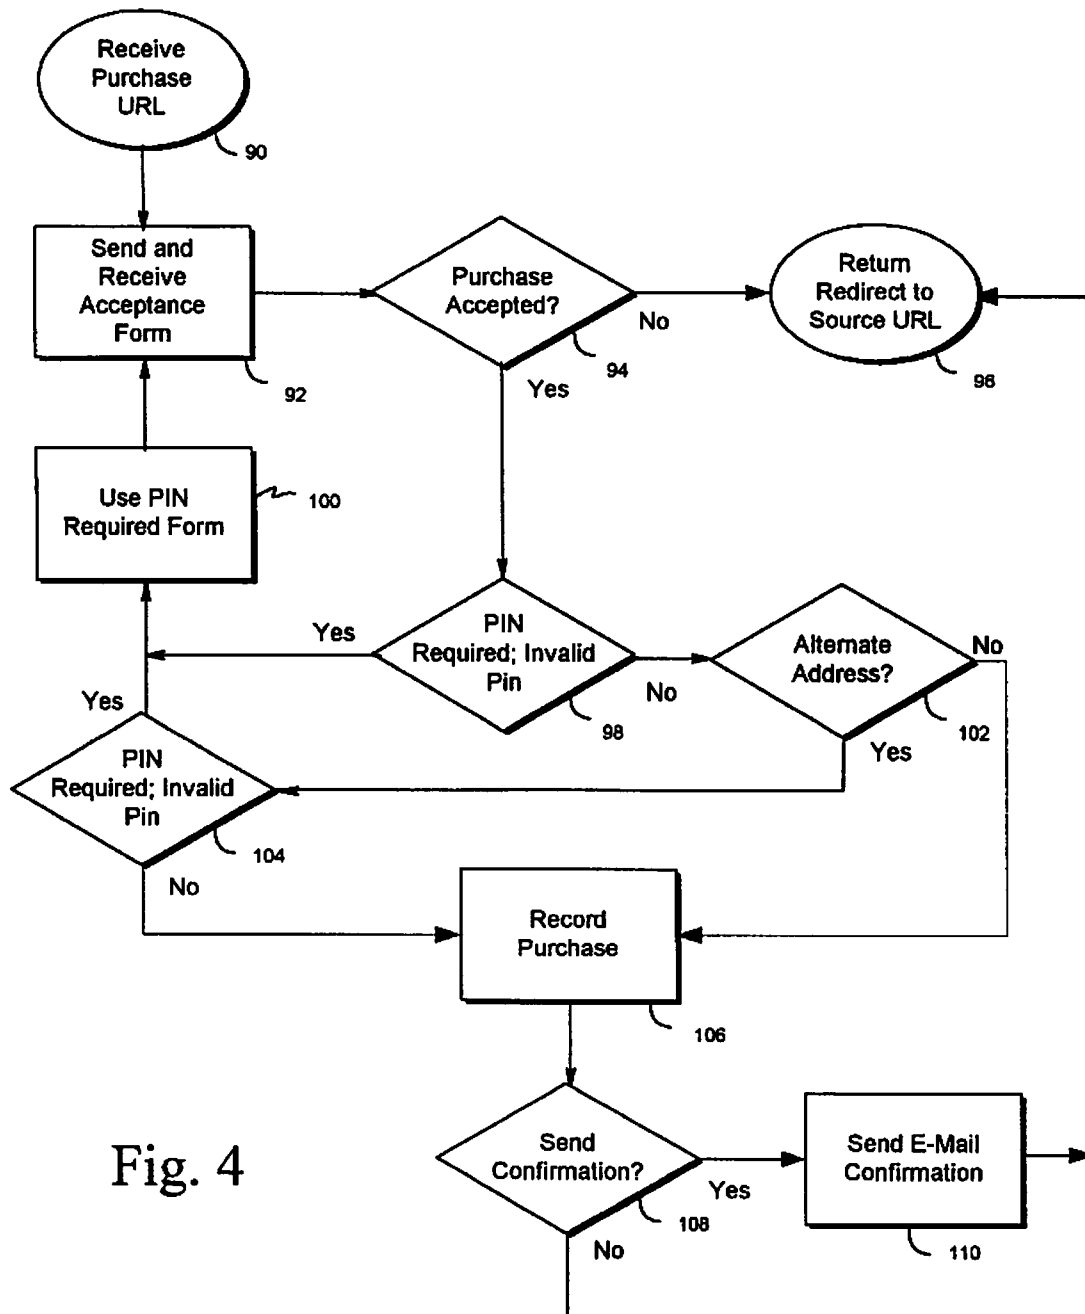 Receive
Purchase
URL
90
Send and
Receive
Acceptance
Form
92
Purchase
Accepted?
94
No
Yes
Return
Redirect to
Source URL
96
Use PIN
Required Form
100
Yes
PIN
Required; Invalid
Pin
98
No
Alternate
Address?
102
No
Yes
Yes
PIN
Required; Invalid
Pin
104
No
Record
Purchase
106
Send
Confirmation?
108
Yes
No
Send E-Mail
Confirmation
110
Fig. 4